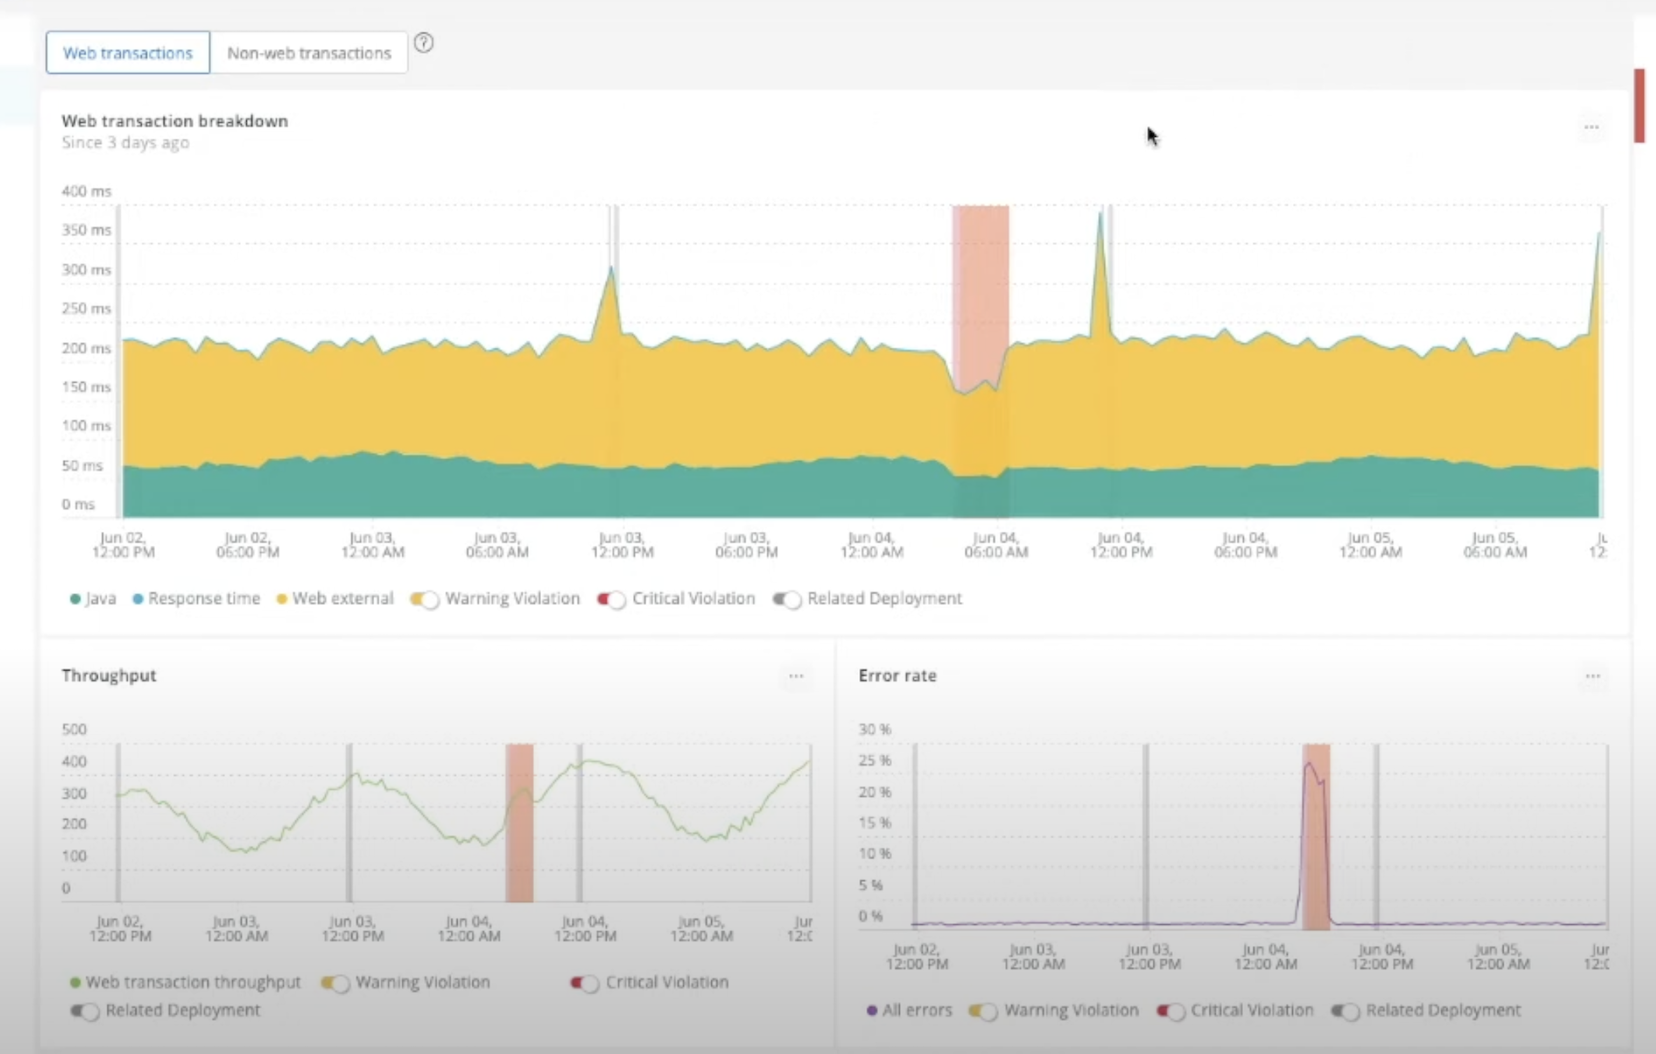 Web transactions Non-web transactions ?
Web transaction breakdown
Since 3 days ago
...
400 ms
350 ms
300 ms
250 ms
200 ms
150 ms
100 ms
50 ms
0 ms
Jun 02, Jun 02, Jun 03, Jun 03, Jun 03, Jun 03, Jun 04, Jun 04, Jun 04, Jun 04, Jun 05, Jun 05, Ju
12:00 PM 06:00 PM 12:00 AM 06:00 AM 12:00 PM 06:00 PM 12:00 AM 06:00 AM 12:00 PM 06:00 PM 12:00 AM 06:00 AM 12:
Java Response time Web external Warning Violation Critical Violation Related Deployment
Throughput
...
500
400
300
200
100
0
Jun 02, Jun 03, Jun 03, Jun 04, Jun 04, Jun 05, Jur
12:00 PM 12:00 AM 12:00 PM 12:00 AM 12:00 PM 12:00 AM 12:0
Web transaction throughput Warning Violation Critical Violation
Related Deployment
Error rate
...
30 %
25 %
20 %
15 %
10 %
5 %
0 %
Jun 02, Jun 03, Jun 03, Jun 04, Jun 04, Jun 05, Jur
12:00 PM 12:00 AM 12:00 PM 12:00 AM 12:00 PM 12:00 AM 12:0
All errors Warning Violation Critical Violation Related Deployment